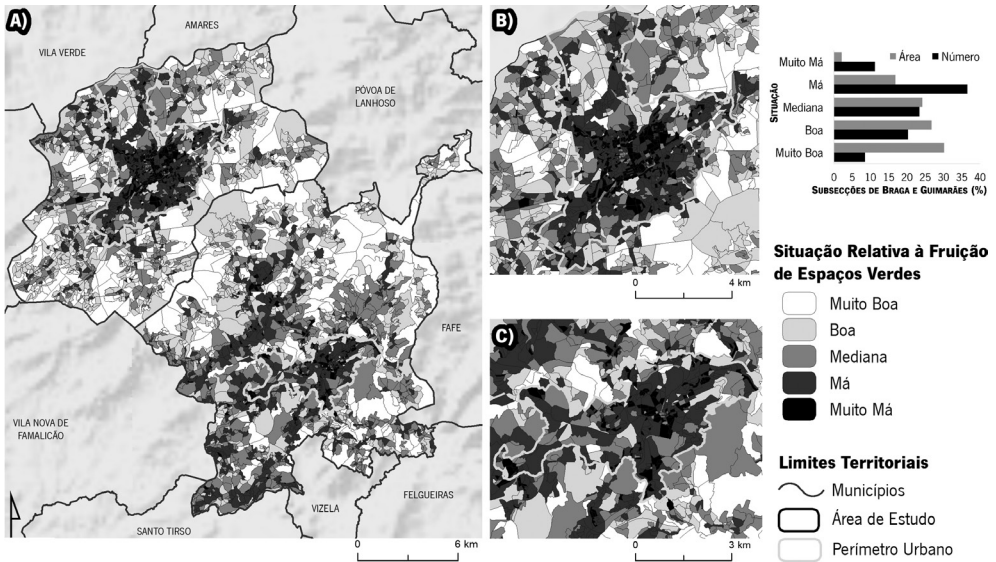 A)
AMARES
VILA VERDE
PÓVOA DE
LANHOSO
FAFE
VILA NOVA DE
FAMALICÃO
SANTO TIRSO
VIZELA
FELGUEIRAS
0 6 km
B)
0 4 km
C)
0 3 km
Área Número
SITUAÇÃO
Muito Má
Má
Mediana
Boa
Muito Boa
0 5 10 15 20 25 30 35 40
SUBSECÇÕES DE BRAGA E GUIMARÃES (%)
Situação Relativa à Fruição
de Espaços Verdes
Muito Boa
Boa
Mediana
Má
Muito Má
Limites Territoriais
Municípios
Área de Estudo
Perímetro Urbano